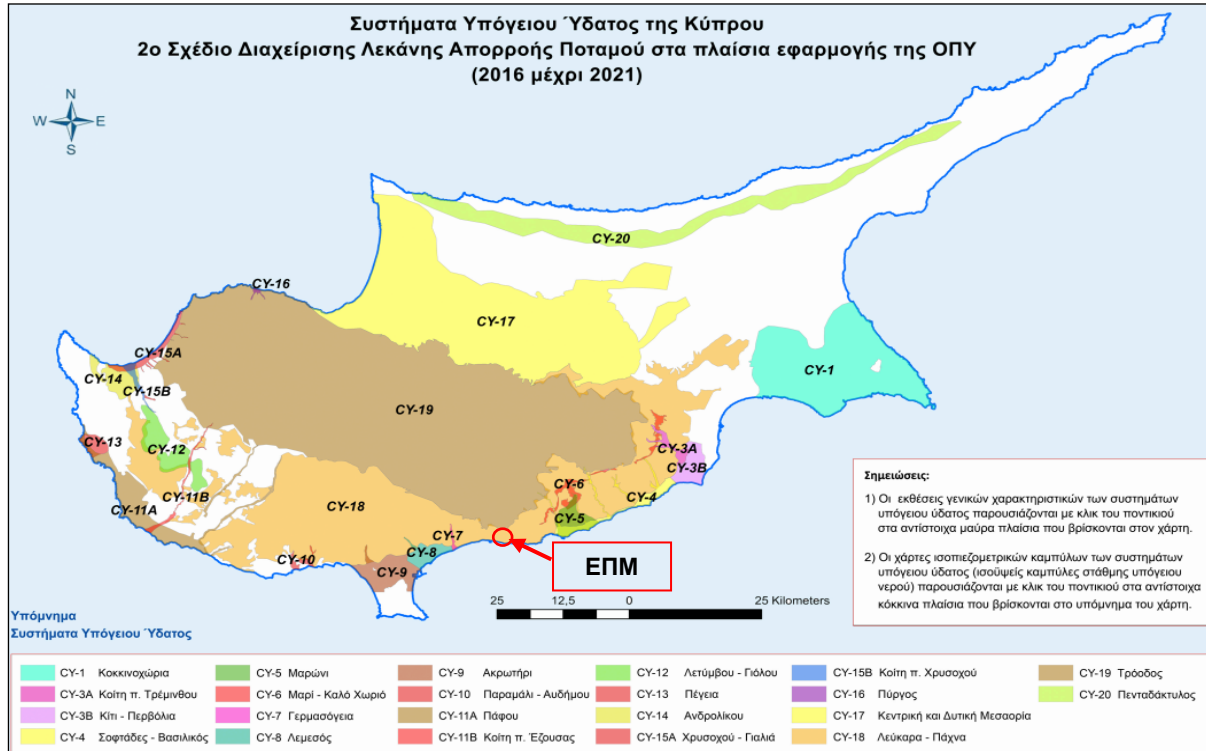 Συστήματα Υπόγειου Ύδατος της Κύπρου
2ο Σχέδιο Διαχείρισης Λεκάνης Απορροής Ποταμού στα πλαίσια εφαρμογής της ΟΠΥ
(2016 μέχρι 2021)
N
W E
S
CY-20
CY-16
CY-17
CY-15A
CY-1
CY-14
CY-15B
CY-19
CY-13
CY-12
CY-3A
CY-3B
CY-11B
CY-6
CY-4
CY-11A
CY-18
CY-5
CY-7
CY-8
CY-10
CY-9
ΕΠΜ
Σημειώσεις:
1) Οι εκθέσεις γενικών χαρακτηριστικών των συστημάτων
υπόγειου ύδατος παρουσιάζονται με κλικ του ποντικιού
στα αντίστοιχα μαύρα πλαίσια που βρίσκονται στον χάρτη.
2) Οι χάρτες ισοπιεζομετρικών καμπύλων των συστημάτων
υπόγειου ύδατος (ισοϋψείς καμπύλες στάθμης υπόγειου
νερού) παρουσιάζονται με κλικ του ποντικιού στα αντίστοιχα
κόκκινα πλαίσια που βρίσκονται στο υπόμνημα του χάρτη.
25 12,5 0 25 Kilometers
Υπόμνημα
Συστήματα Υπόγειου Ύδατος
CY-1 Κοκκινοχώρια
CY-3A Κοίτη π. Τρέμινθου
CY-3B Κίτι - Περβόλια
CY-4 Σοφτάδες - Βασιλικός
CY-5 Μαρώνι
CY-6 Μαρί - Καλό Χωριό
CY-7 Γερμασόγεια
CY-8 Λεμεσός
CY-9 Ακρωτήρι
CY-10 Παραμάλι - Αυδήμου
CY-11A Πάφου
CY-11B Κοίτη π. Έζουσας
CY-12 Λετύμβου - Γιόλου
CY-13 Πέγεια
CY-14 Ανδρολίκου
CY-15A Χρυσοχού - Γιαλιά
CY-15B Κοίτη π. Χρυσοχού
CY-16 Πύργος
CY-17 Κεντρική και Δυτική Μεσαορία
CY-18 Λεύκαρα - Πάχνα
CY-19 Τρόοδος
CY-20 Πενταδάκτυλος